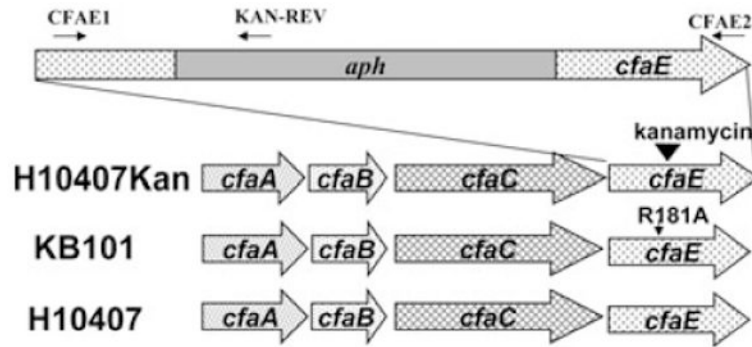 CFAE1 KAN-REV CFAE2
aph cfaE
kanamycin
H10407Kan cfaA cfaB cfaC cfaE
R181A
KB101 cfaA cfaB cfaC cfaE
H10407 cfaA cfaB cfaC cfaE